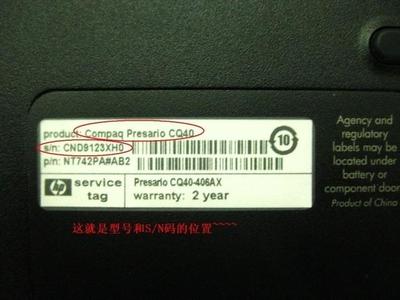 product: Compaq Presario CQ40
s/n: CND9123XH0
p/n: NT742PA#AB2
hp service tag
Presario CQ40-406AX
warranty: 2 year
10
Agency and
regulatory
labels may be
located under
battery or
component door
Product of China
这就是型号和S/N码的位置~~~~